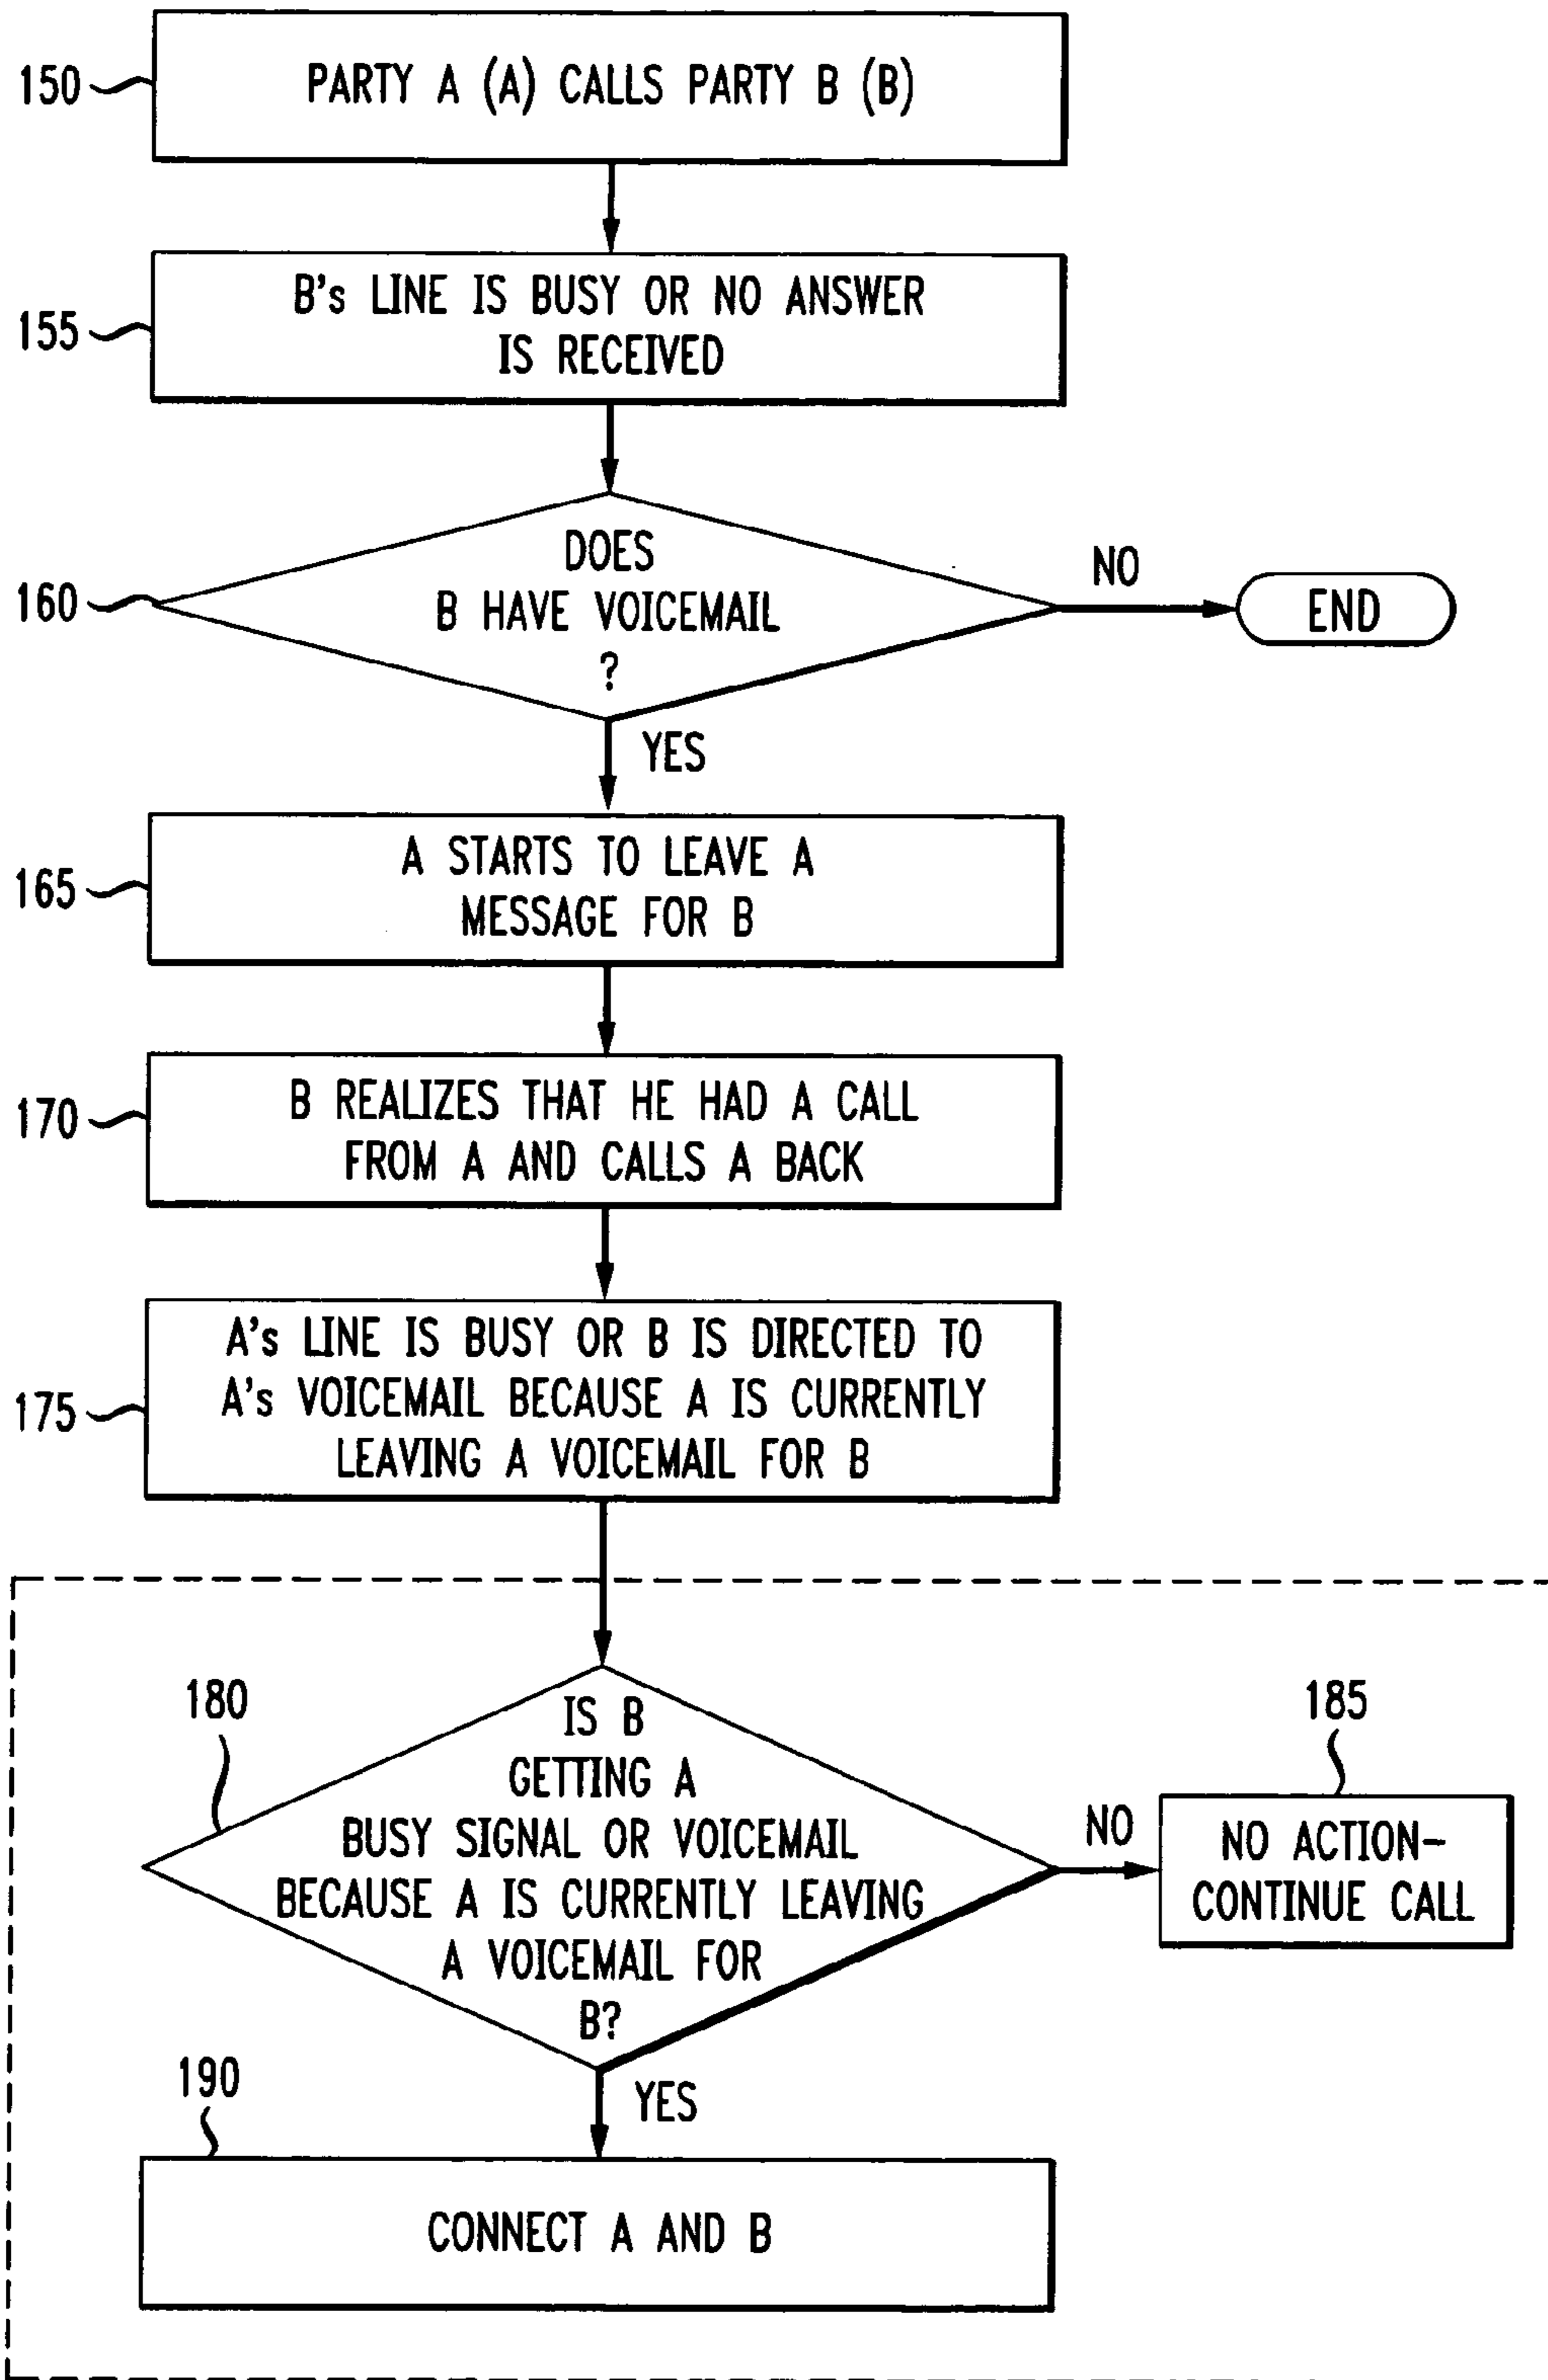 150
PARTY A (A) CALLS PARTY B (B)
155
B's LINE IS BUSY OR NO ANSWER
IS RECEIVED
160
DOES
B HAVE VOICEMAIL
?
NO
END
YES
165
A STARTS TO LEAVE A
MESSAGE FOR B
170
B REALIZES THAT HE HAD A CALL
FROM A AND CALLS A BACK
175
A's LINE IS BUSY OR B IS DIRECTED TO
A's VOICEMAIL BECAUSE A IS CURRENTLY
LEAVING A VOICEMAIL FOR B
180
IS B
GETTING A
BUSY SIGNAL OR VOICEMAIL
BECAUSE A IS CURRENTLY LEAVING
A VOICEMAIL FOR
B?
NO
185
NO ACTION-
CONTINUE CALL
YES
190
CONNECT A AND B